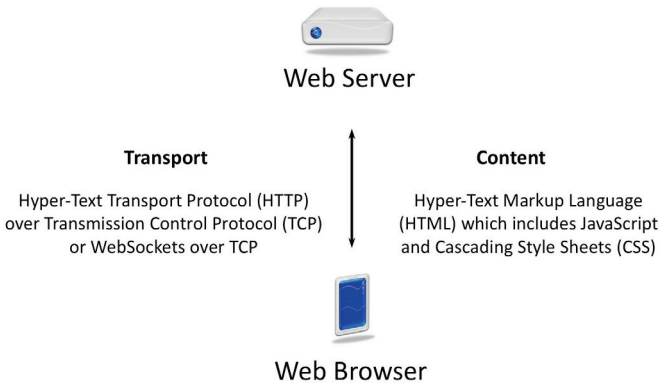 Web Server
Transport
Hyper-Text Transport Protocol (HTTP)
over Transmission Control Protocol (TCP)
or WebSockets over TCP
Content
Hyper-Text Markup Language
(HTML) which includes JavaScript
and Cascading Style Sheets (CSS)
Web Browser